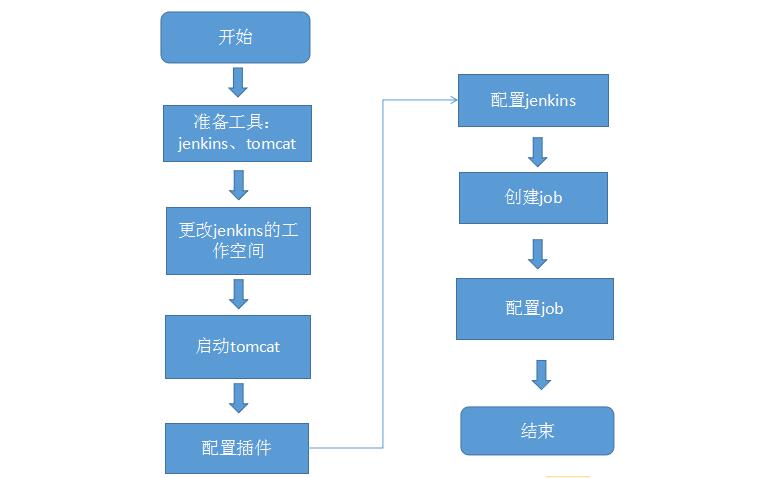 开始
准备工具：
jenkins、tomcat
更改jenkins的工
作空间
启动tomcat
配置插件
配置jenkins
创建job
配置job
结束